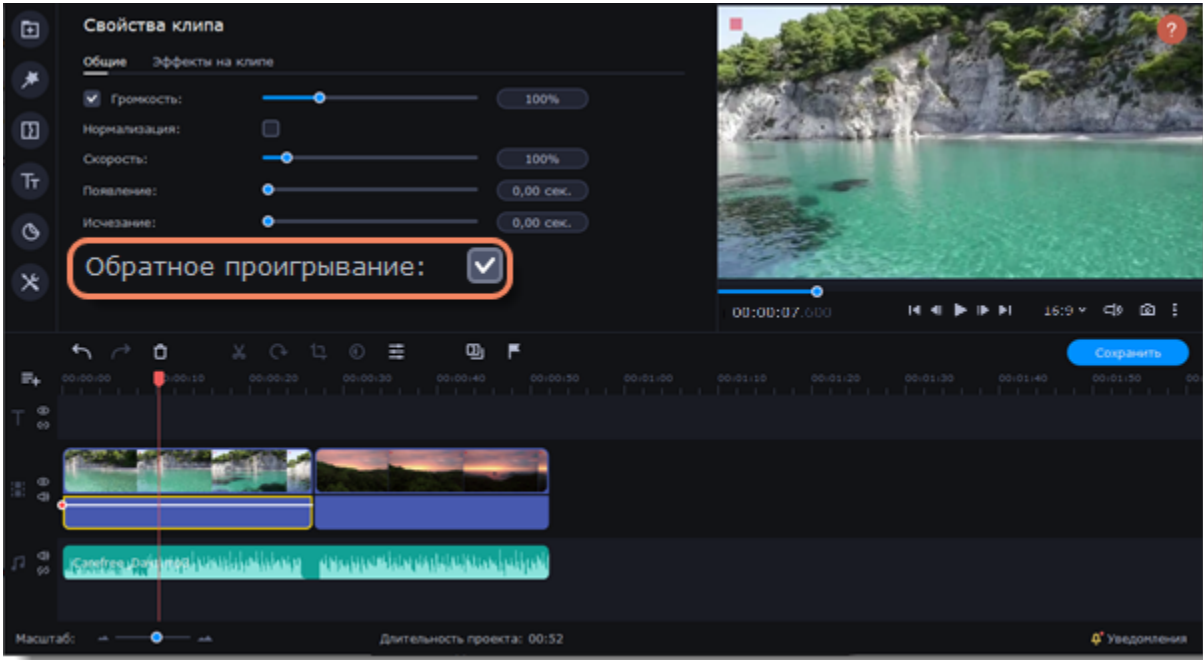 Свойства клипа
Общие Эффекты на клипе
Громкость: 100%
Нормализация:
Скорость: 100%
Появление: 0,00 сек.
Исчезание: 0,00 сек.
Обратное проигрывание:
?
Тт
00:00:07.600 16:9
Сохранить
00:00:00 00:00:10 00:00:20 00:00:30 00:00:40 00:00:50 00:01:00 00:01:10 00:01:20 00:01:30 00:01:40 00:01:50 00:
T
Масштаб: Длительность проекта: 00:52 Уведомления